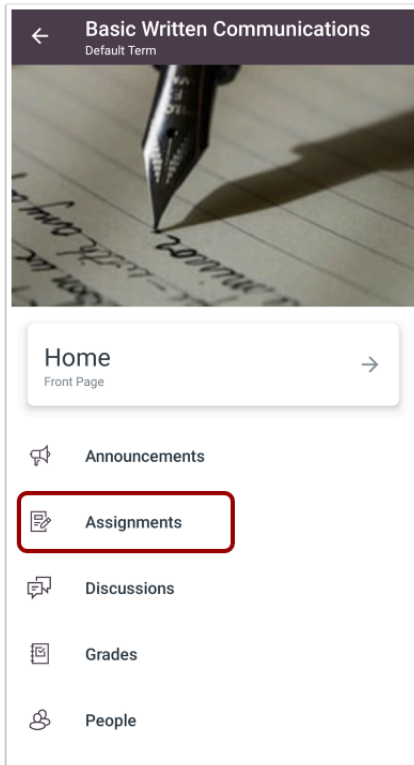 Basic Written Communications
Default Term
Home
Front Page
Announcements
Assignments
Discussions
Grades
People